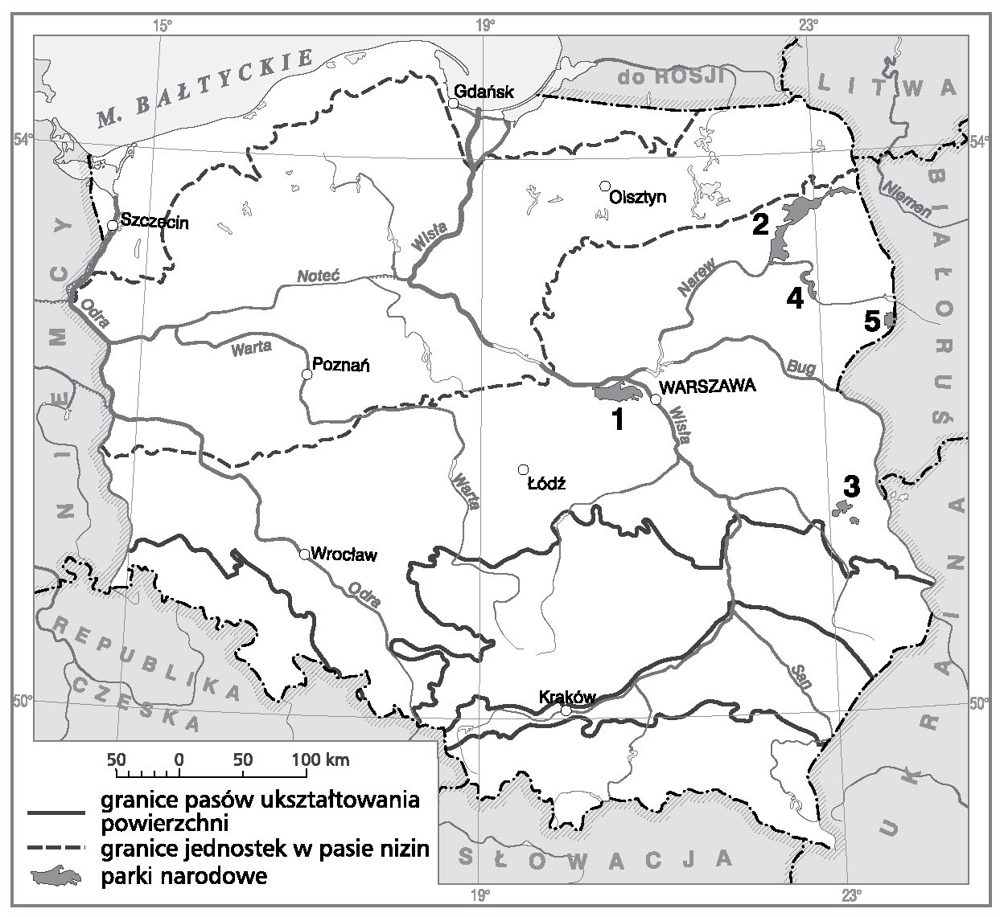 15°
19°
23°
M. BAŁTYCKIE
do ROSJI
LITWA
Gdańsk
54°
54°
BIAŁORUŚ
Niemen
Olsztyn
Szczecin
2
NIEMCY
Wisła
Noteć
Narew
4
Odra
5
Warta
Poznań
Bug
WARSZAWA
1
Wisła
Łódź
Warta
3
UKRAINA
Wrocław
Odra
REPUBLIKA
CZESKA
San
Kraków
50°
50°
50 0 50 100 km
granice pasów ukształtowania
powierzchni
granice jednostek w pasie nizin
parki narodowe
SŁOWACJA
19°
23°